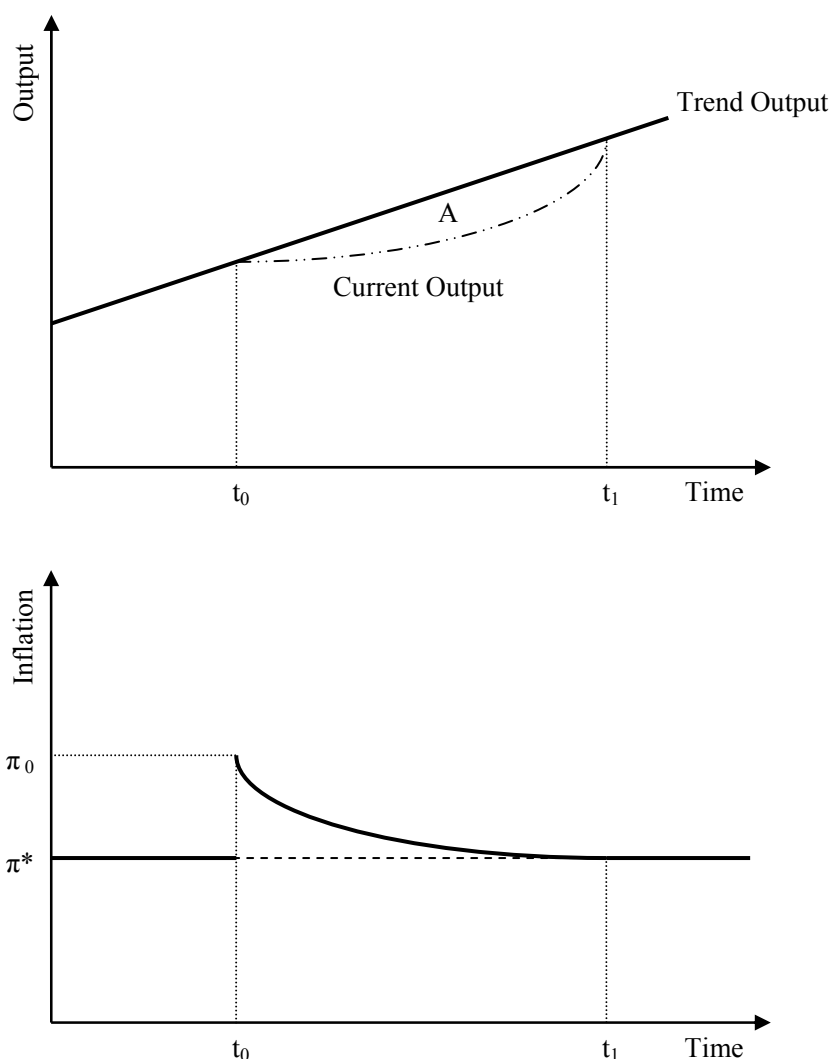 Output
Trend Output
A
Current Output
t₀ t₁ Time
Inflation
π₀
π*
t₀ t₁ Time